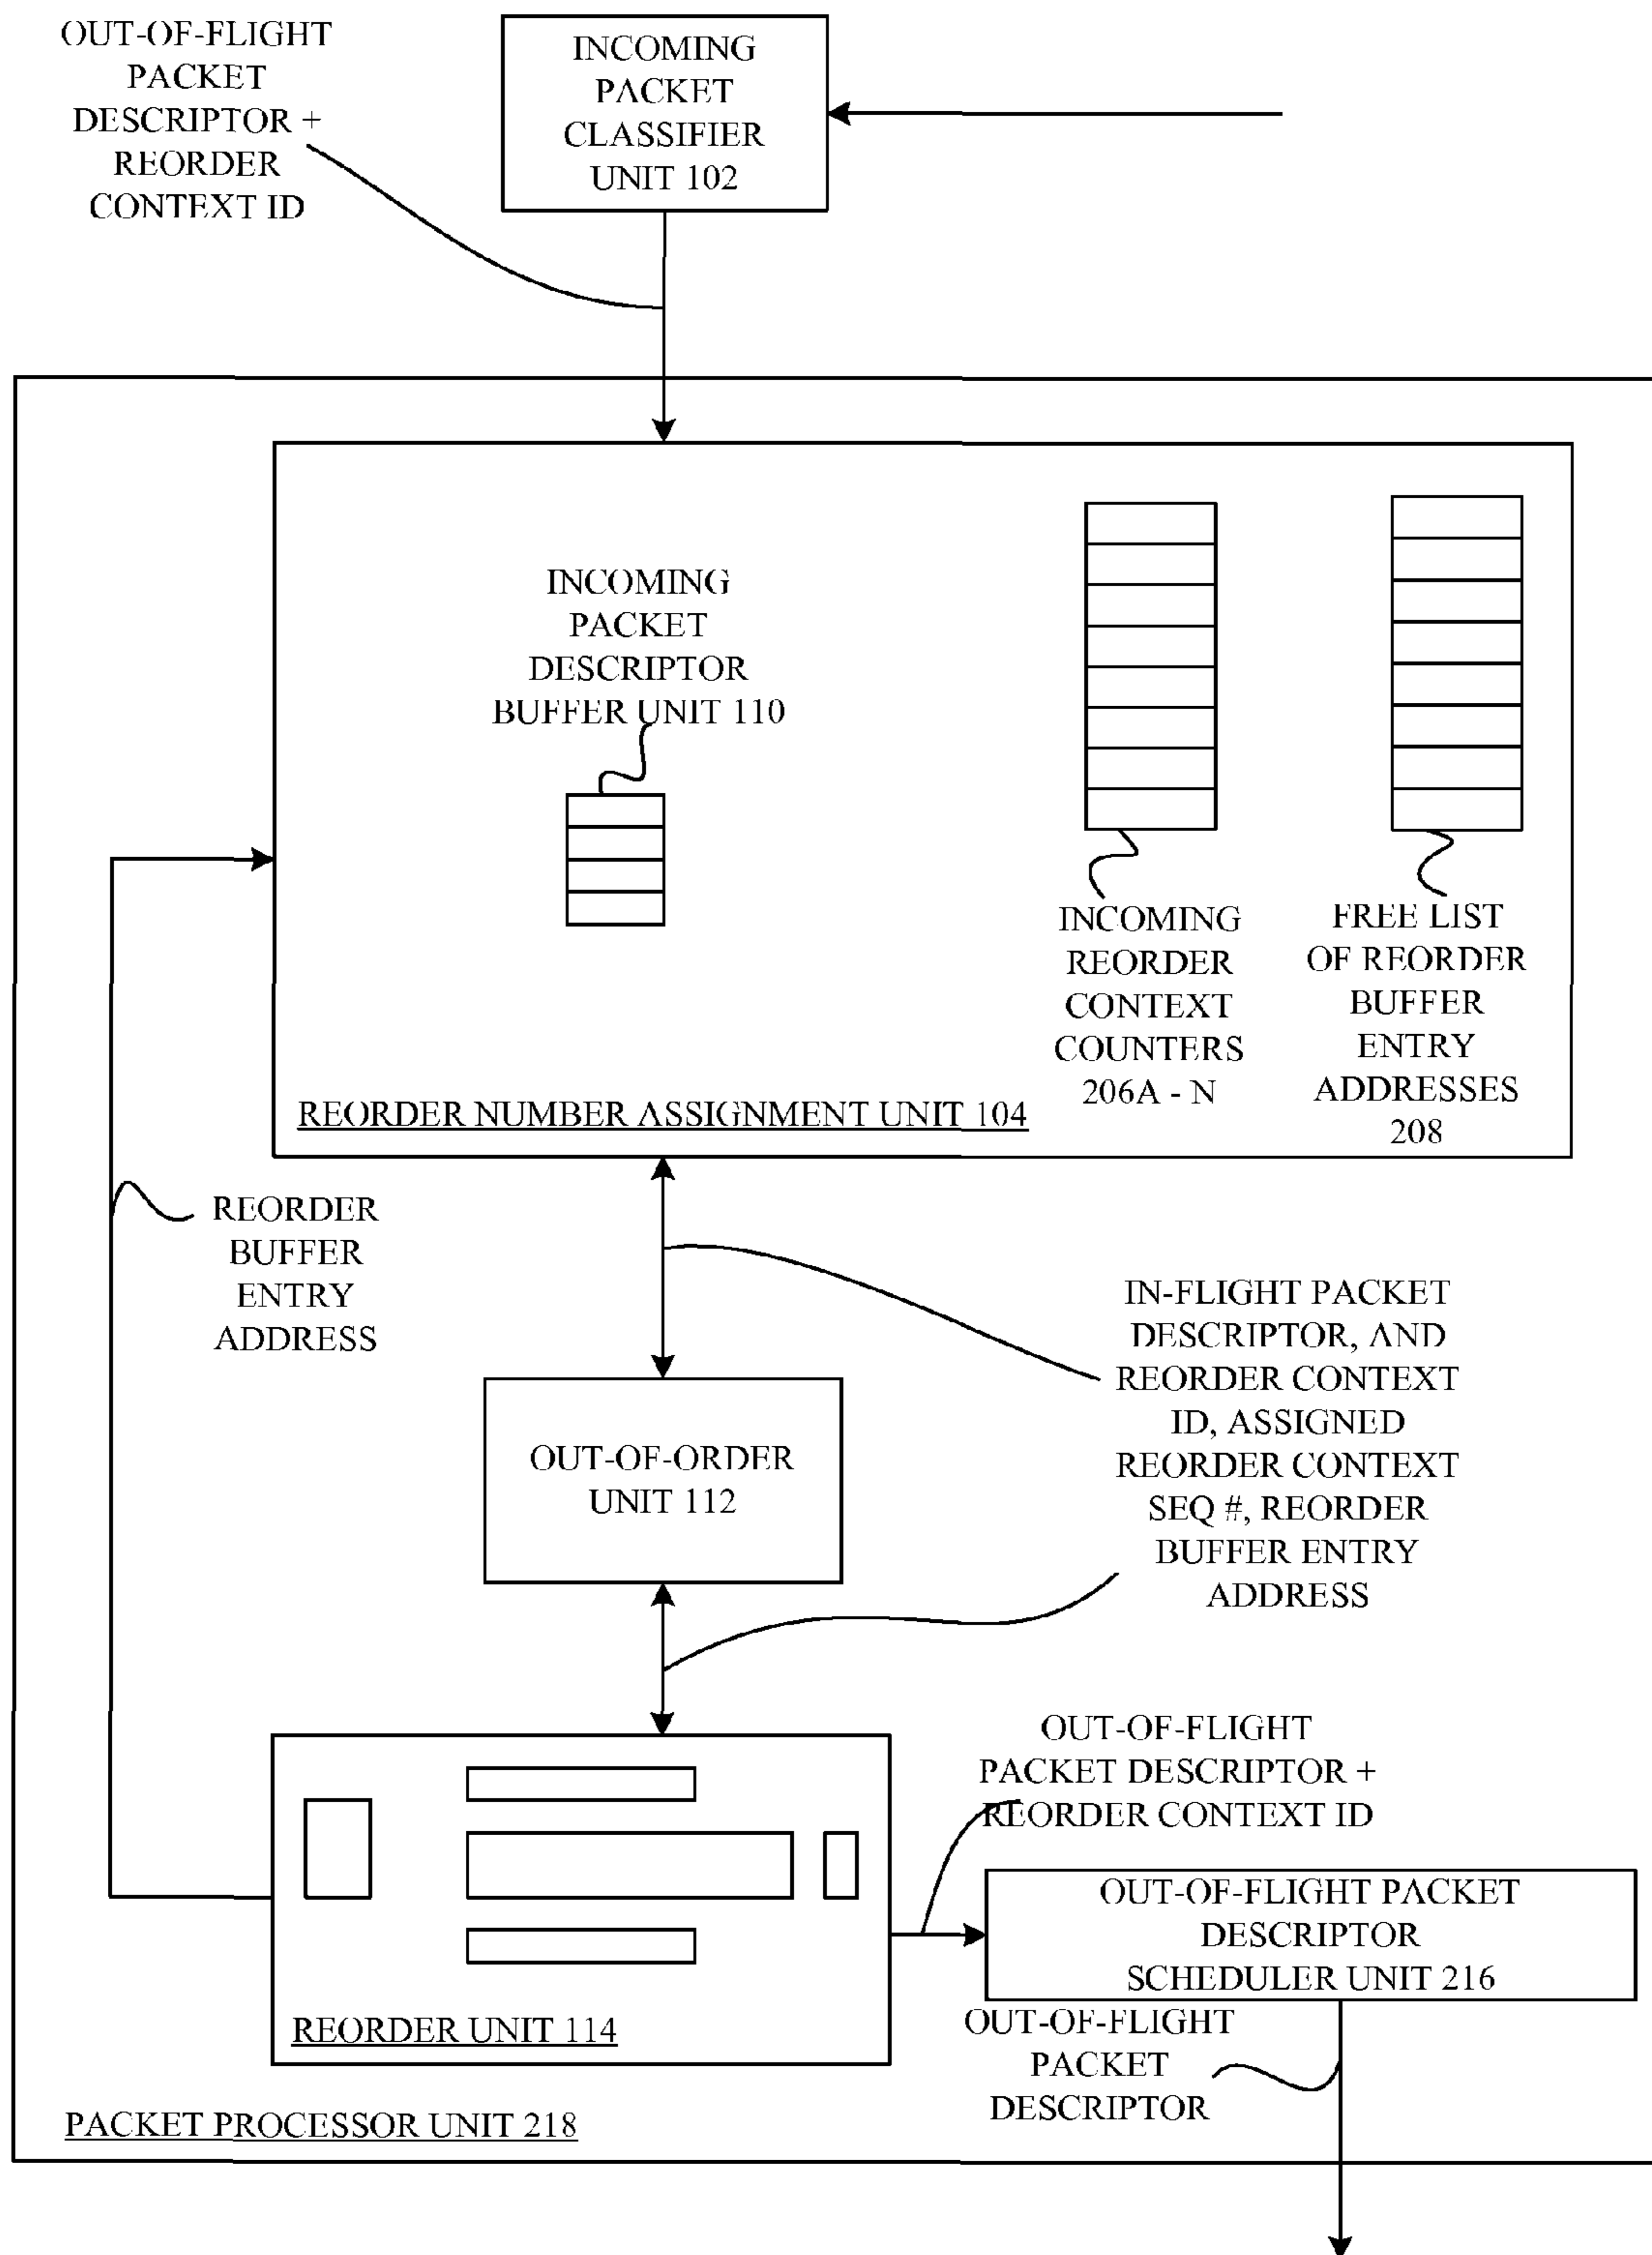 OUT-OF-FLIGHT
PACKET
DESCRIPTOR +
REORDER
CONTEXT ID
INCOMING
PACKET
CLASSIFIER
UNIT 102
INCOMING
PACKET
DESCRIPTOR
BUFFER UNIT 110
INCOMING
REORDER
CONTEXT
COUNTERS
206A - N
FREE LIST
OF REORDER
BUFFER
ENTRY
ADDRESSES
208
REORDER NUMBER ASSIGNMENT UNIT 104
REORDER
BUFFER
ENTRY
ADDRESS
IN-FLIGHT PACKET
DESCRIPTOR, AND
REORDER CONTEXT
ID, ASSIGNED
REORDER CONTEXT
SEQ #, REORDER
BUFFER ENTRY
ADDRESS
OUT-OF-ORDER
UNIT 112
OUT-OF-FLIGHT
PACKET DESCRIPTOR +
REORDER CONTEXT ID
OUT-OF-FLIGHT PACKET
DESCRIPTOR
SCHEDULER UNIT 216
REORDER UNIT 114
OUT-OF-FLIGHT
PACKET
DESCRIPTOR
PACKET PROCESSOR UNIT 218